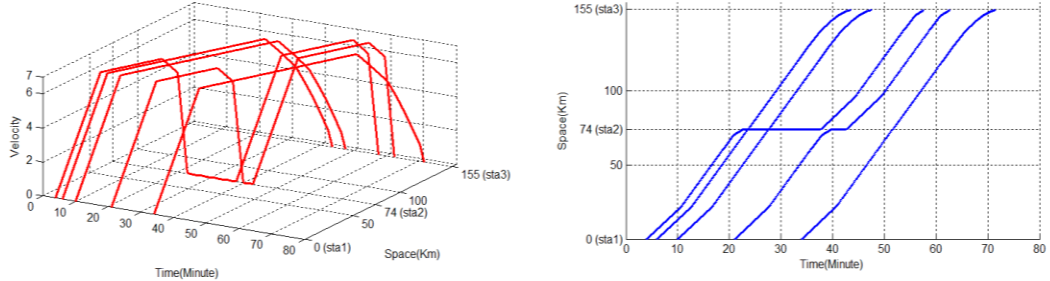 7
6
4
2
0
Velocity
0
10
20
30
40
50
60
70
80
Time(Minute)
0 (sta1)
50
74 (sta2)
100
155 (sta3)
Space(Km)
155 (sta3)
100
74 (sta2)
50
0 (sta1)
Space(Km)
0 10 20 30 40 50 60 70 80
Time(Minute)